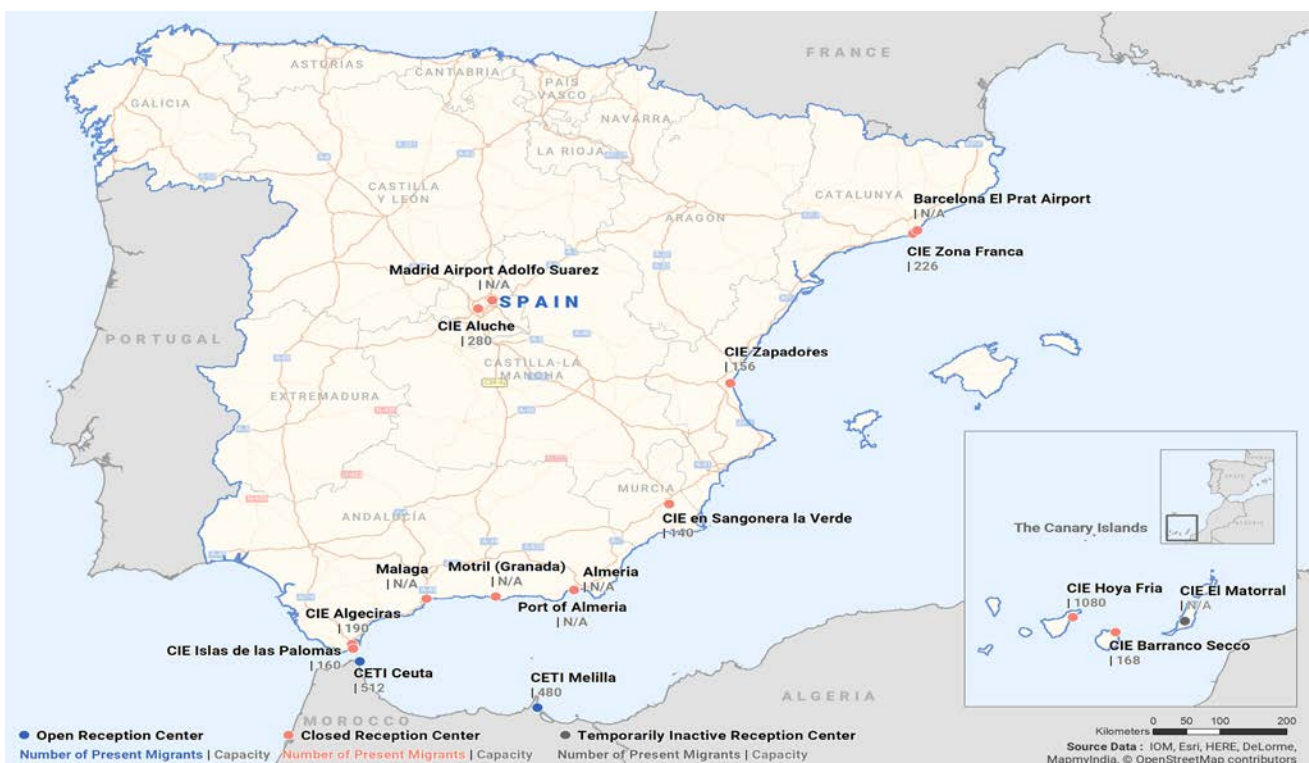 FRANCE
ASTURIAS
CANTABRIA
PAIS
VASCO
GALICIA
NAVARRA
LA RIOJA
CASTILLA
Y LEÓN
CATALUNYA
ARAGÓN
Barcelona El Prat Airport
| N/A
CIE Zona Franca
| 226
Madrid Airport Adolfo Suarez
| N/A
SPAIN
CIE Aluche
| 280
PORTUGAL
CASTILLA-LA
MANCHA
CIE Zapadores
| 156
EXTREMADURA
MURCIA
CIE en Sangonera la Verde
| 140
ANDALUCÍA
Malaga
| N/A
Motril (Granada)
| N/A
Almeria
| N/A
Port of Almeria
| N/A
CIE Algeciras
| 190
CIE Islas de las Palomas
| 160
CETI Ceuta
| 512
CETI Melilla
| 480
MOROCCO
ALGERIA
The Canary Islands
CIE Hoya Fria
| 1080
CIE El Matorral
| N/A
CIE Barranco Secco
| 168
Open Reception Center
Number of Present Migrants | Capacity
Closed Reception Center
Number of Present Migrants | Capacity
Temporarily Inactive Reception Center
Number of Present Migrants | Capacity
0 50 100 200
Kilometers
Source Data : IOM, Esri, HERE, DeLorme,
MapmyIndia, © OpenStreetMap contributors